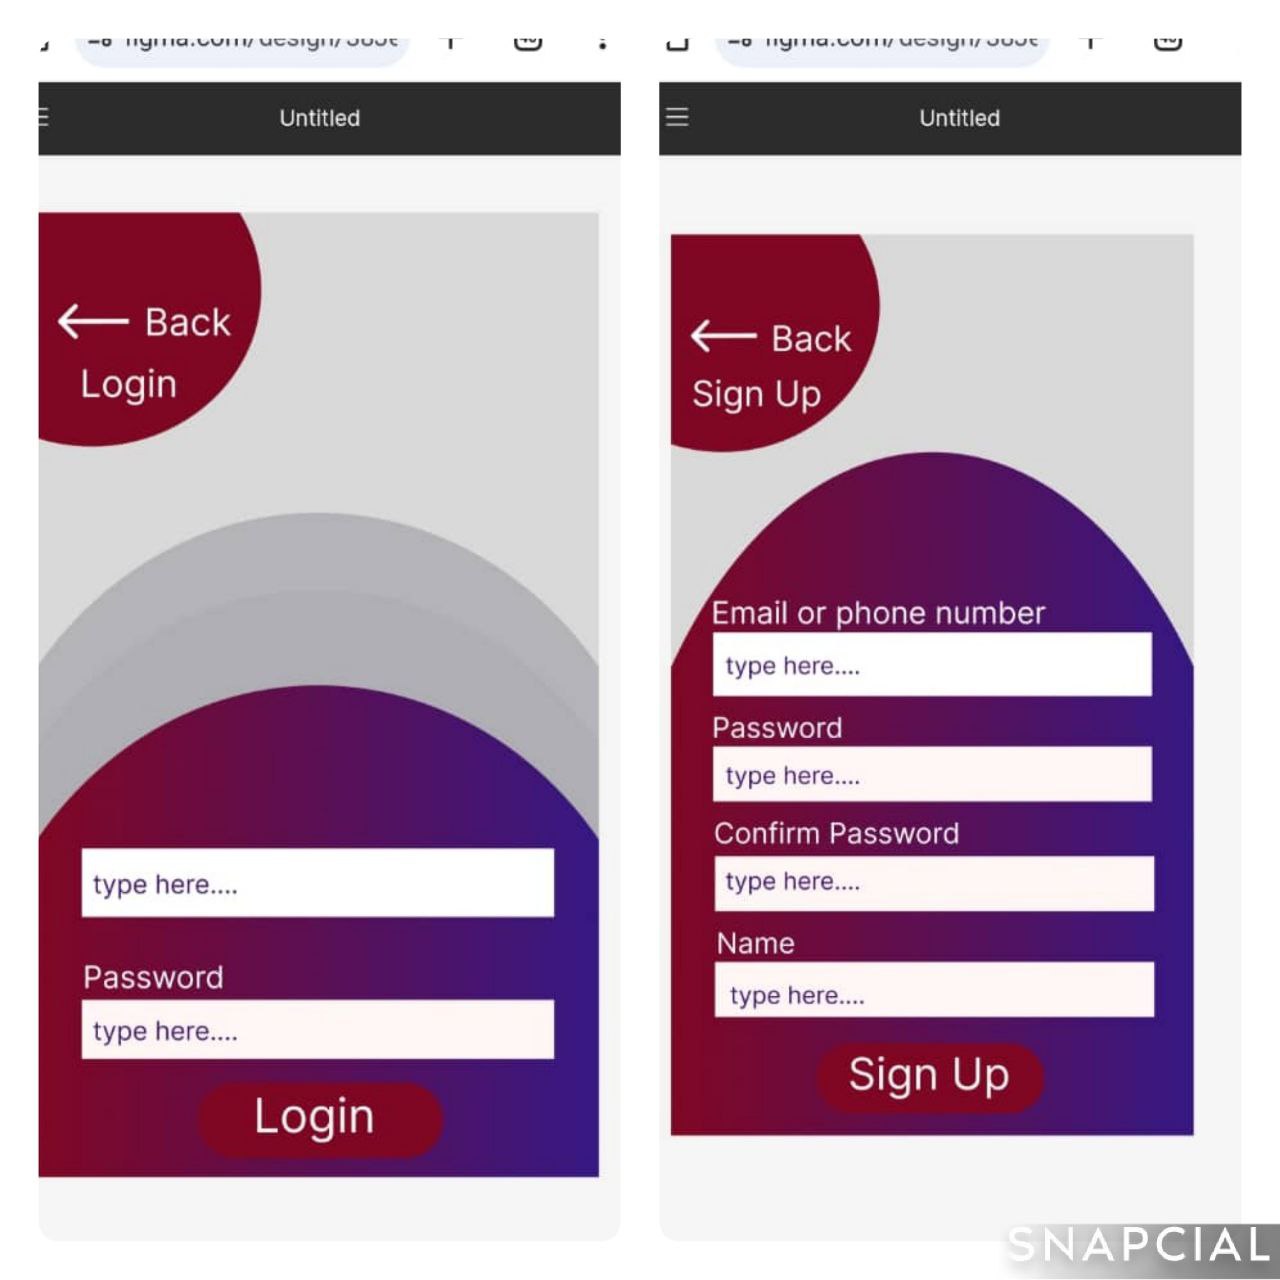 figma.com/design/
Untitled
Back
Login
type here....
Password
type here....
Login
figma.com/design/
Untitled
Back
Sign Up
Email or phone number
type here....
Password
type here....
Confirm Password
type here....
Name
type here....
Sign Up
SNAPCIAL